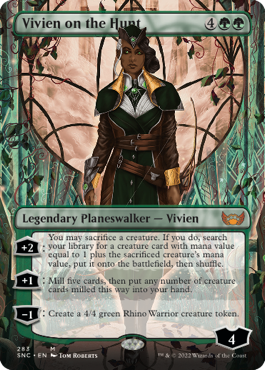 Vivien on the Hunt 4
Legendary Planeswalker — Vivien
+2: You may sacrifice a creature. If you do, search
your library for a creature card with mana value
equal to 1 plus the sacrificed creature's mana
value, put it onto the battlefield, then shuffle.
+1: Mill five cards, then put any number of creature
cards milled this way into your hand.
−1: Create a 4/4 green Rhino Warrior creature token.
4
283 M
SNC • EN TOM ROBERTS ™ & © 2022 Wizards of the Coast